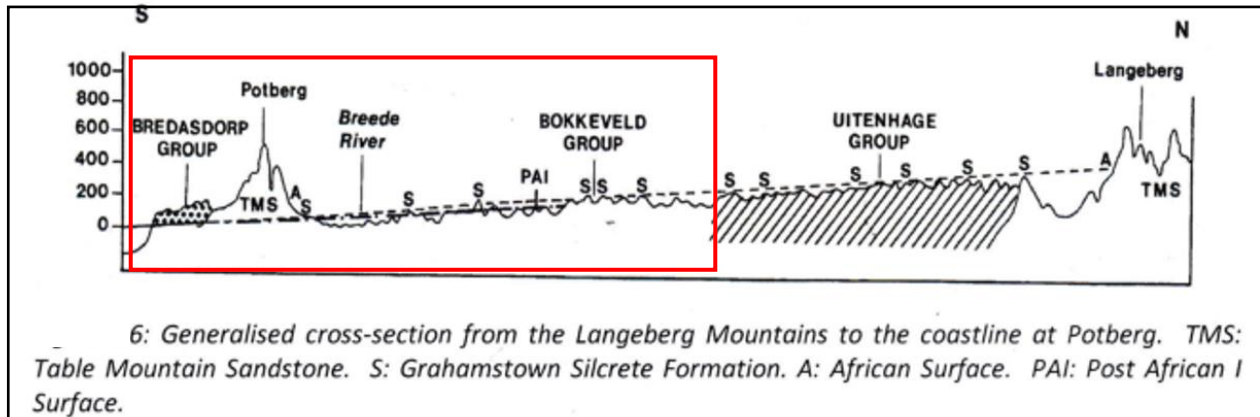 S
N
1000
800
600
400
200
0
Potberg
BREDASDORP
GROUP
Breede
River
BOKKEVELD
GROUP
UITENHAGE
GROUP
Langeberg
TMS
A
S
S
S
PAI
S S
S
S
S
S
S
S
S
A
TMS
6: Generalised cross-section from the Langeberg Mountains to the coastline at Potberg. TMS:
Table Mountain Sandstone. S: Grahamstown Silcrete Formation. A: African Surface. PAI: Post African I
Surface.